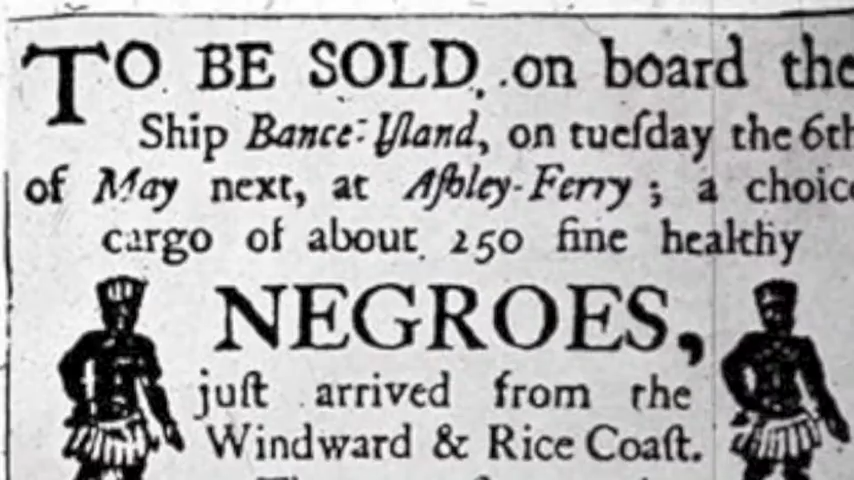 TO BE SOLD, on board the
Ship Bance-Yſland, on tueſday the 6th
of May next, at Aſhley-Ferry; a choice
cargo of about 250 fine healthy
NEGROES,
juſt arrived from the
Windward & Rice Coaſt.